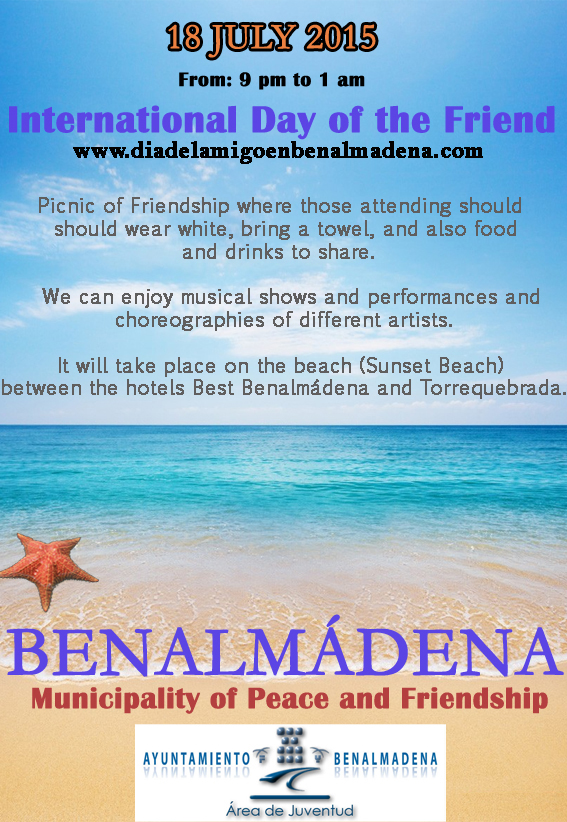 18 JULY 2015
From: 9 pm to 1 am
International Day of the Friend
www.diadelamigoenbenalmadena.com
Picnic of Friendship where those attending should
should wear white, bring a towel, and also food
and drinks to share.
We can enjoy musical shows and performances and
choreographies of different artists.
It will take place on the beach (Sunset Beach)
between the hotels Best Benalmádena and Torrequebrada.
BENALMÁDENA
Municipality of Peace and Friendship
AYUNTAMIENTO BENALMADENA
Área de Juventud